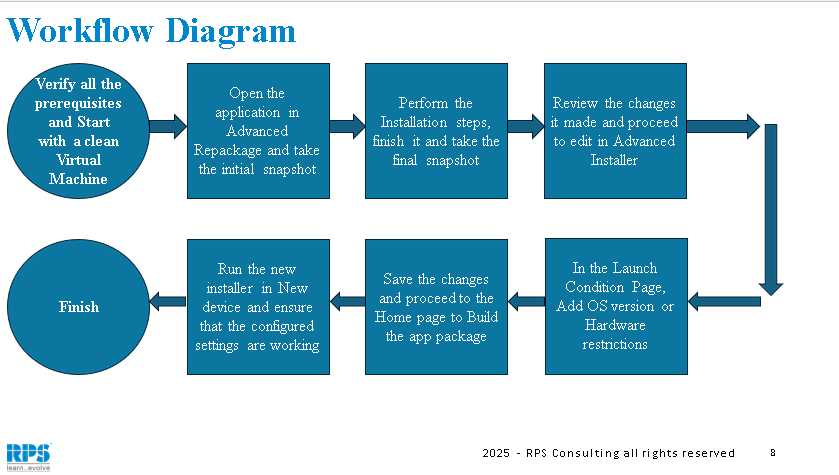 Workflow Diagram
Verify all the
prerequisites
and Start
with a clean
Virtual
Machine
Open the
application in
Advanced
Repackage and take
the initial snapshot
Perform the
Installation steps,
finish it and take the
final snapshot
Review the changes
it made and proceed
to edit in Advanced
Installer
In the Launch
Condition Page,
Add OS version or
Hardware
restrictions
Save the changes
and proceed to the
Home page to Build
the app package
Run the new
installer in New
device and ensure
that the configured
settings are working
Finish
RPS
learn..evolve
2025 - RPS Consulting all rights reserved
8